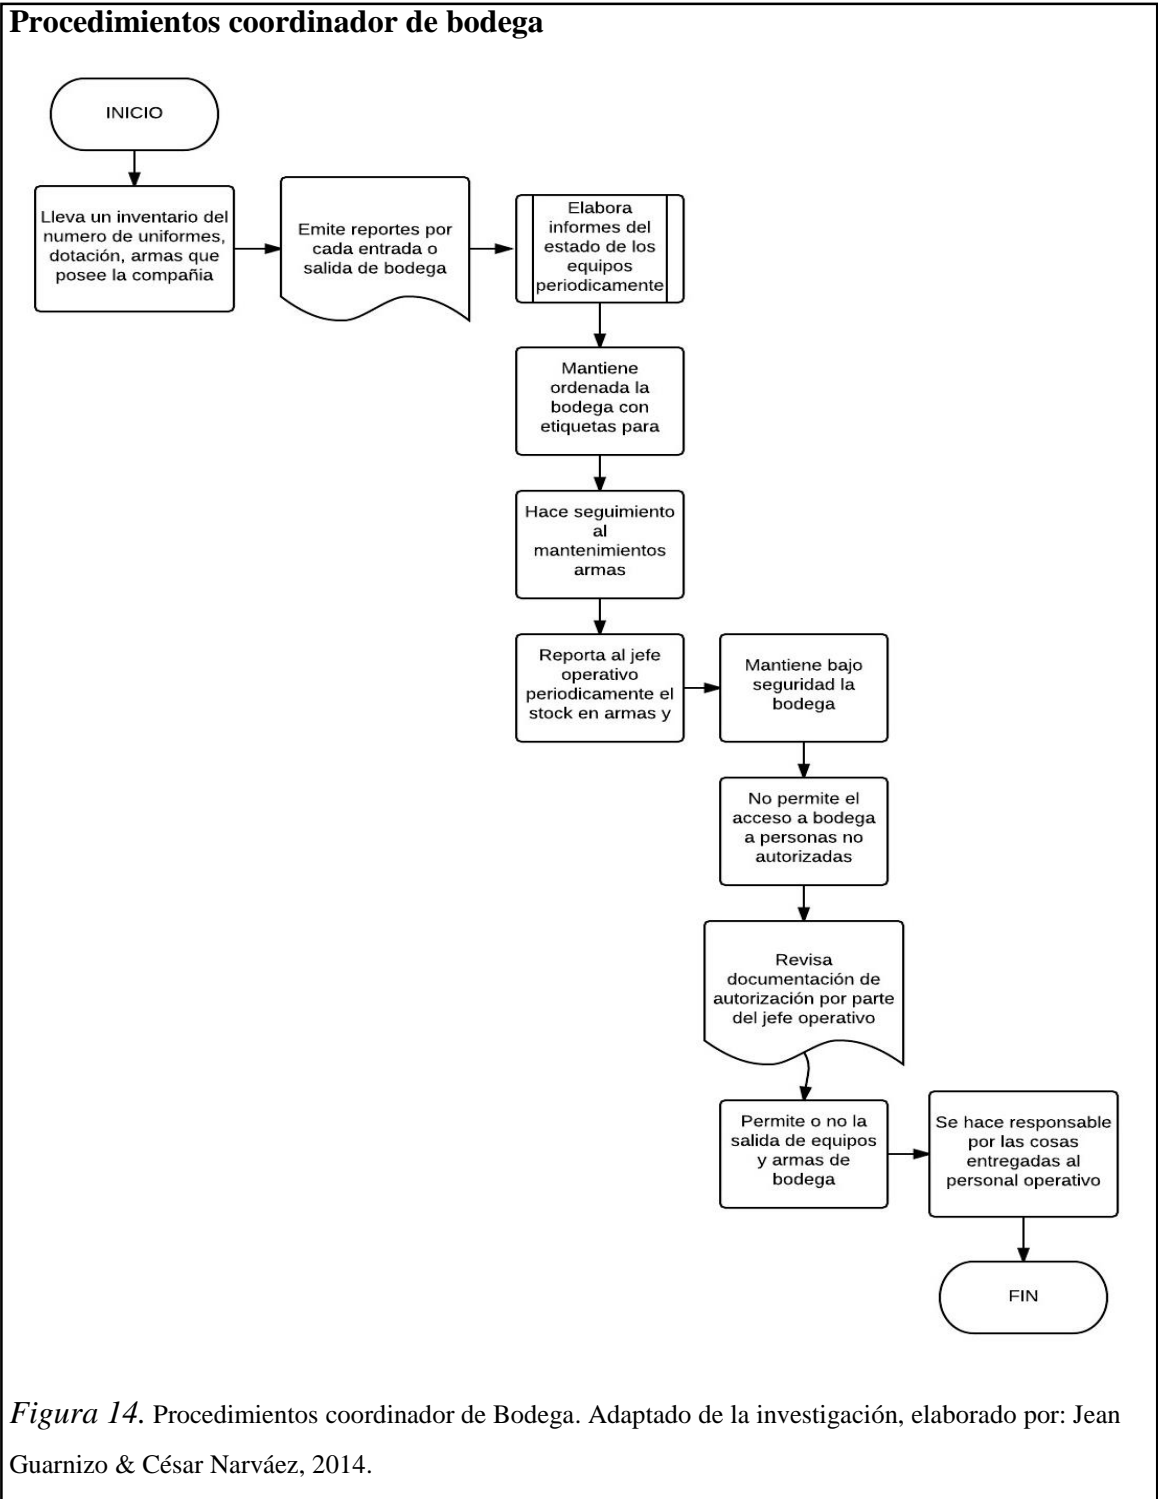 Procedimientos coordinador de bodega
INICIO
Lleva un inventario del
numero de uniformes,
dotación, armas que
posee la compañia
Emite reportes por
cada entrada o
salida de bodega
Elabora
informes del
estado de los
equipos
periodicamente
Mantiene
ordenada la
bodega con
etiquetas para
Hace seguimiento
al
mantenimientos
armas
Reporta al jefe
operativo
periodicamente el
stock en armas y
Mantiene bajo
seguridad la
bodega
No permite el
acceso a bodega
a personas no
autorizadas
Revisa
documentación de
autorización por parte
del jefe operativo
Permite o no la
salida de equipos
y armas de
bodega
Se hace responsable
por las cosas
entregadas al
personal operativo
FIN
Figura 14. Procedimientos coordinador de Bodega. Adaptado de la investigación, elaborado por: Jean
Guarnizo & César Narváez, 2014.